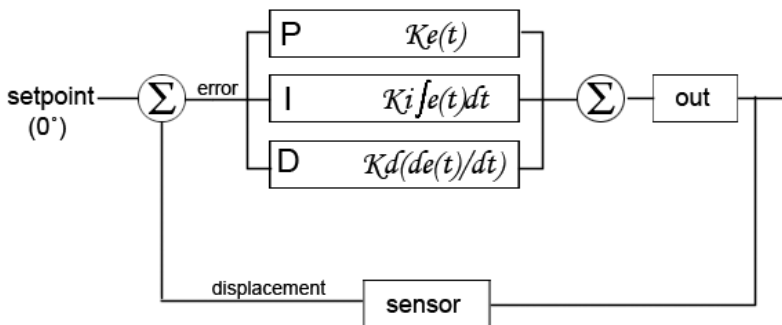 P Ke(t)
setpoint
(0°)
Σ
error
I Ki∫e(t)dt
Σ
out
D Kd(de(t)/dt)
displacement
sensor